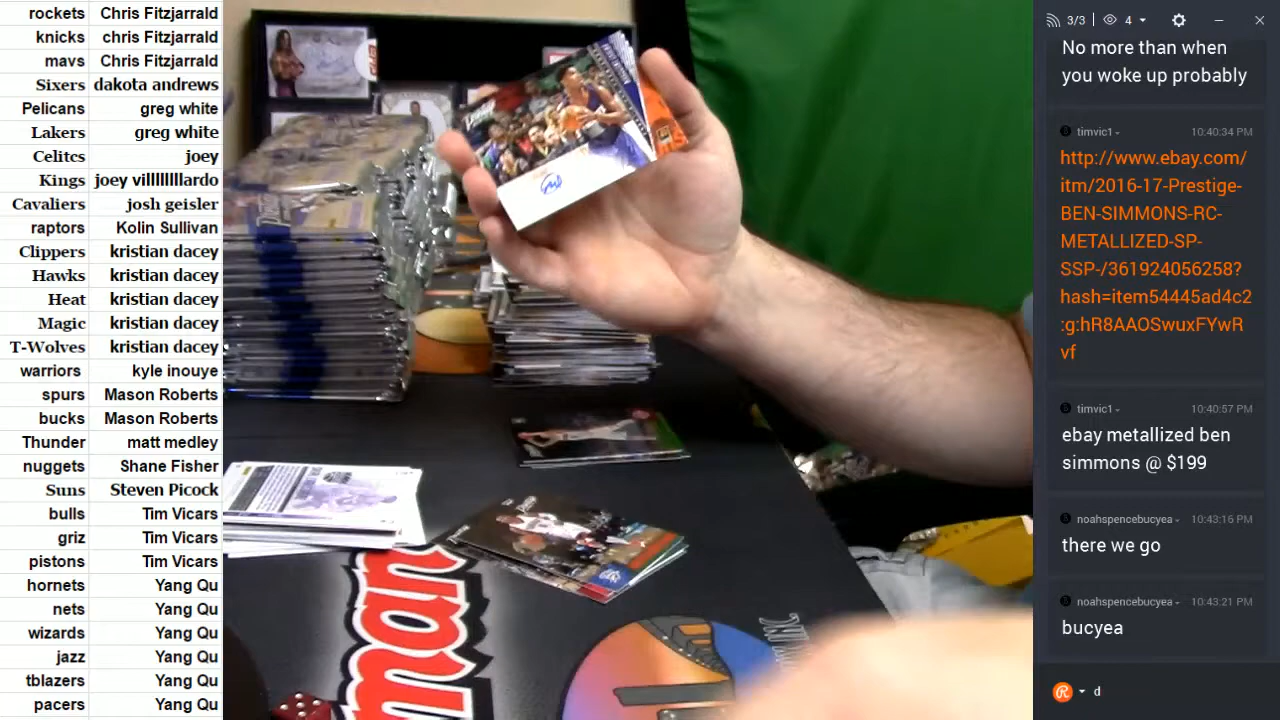 rockets Chris Fitzjarrald
knicks chris Fitzjarrald
mavs Chris Fitzjarrald
Sixers dakota andrews
Pelicans greg white
Lakers greg white
Celitcs joey
Kings joey villlllllllardo
Cavaliers josh geisler
raptors Kolin Sullivan
Clippers kristian dacey
Hawks kristian dacey
Heat kristian dacey
Magic kristian dacey
T-Wolves kristian dacey
warriors kyle inouye
spurs Mason Roberts
bucks Mason Roberts
Thunder matt medley
nuggets Shane Fisher
Suns Steven Picock
bulls Tim Vicars
griz Tim Vicars
pistons Tim Vicars
hornets Yang Qu
nets Yang Qu
wizards Yang Qu
jazz Yang Qu
tblazers Yang Qu
pacers Yang Qu
man
3/3 4
No more than when
you woke up probably
timvic1 10:40:34 PM
http://www.ebay.com/
itm/2016-17-Prestige-
BEN-SIMMONS-RC-
METALLIZED-SP-
SSP-/361924056258?
hash=item54445ad4c2
:g:hR8AAOSwuxFYwR
vf
timvic1 10:40:57 PM
ebay metallized ben
simmons @ $199
noahspencebucyea 10:43:16 PM
there we go
noahspencebucyea 10:43:21 PM
bucyea
d